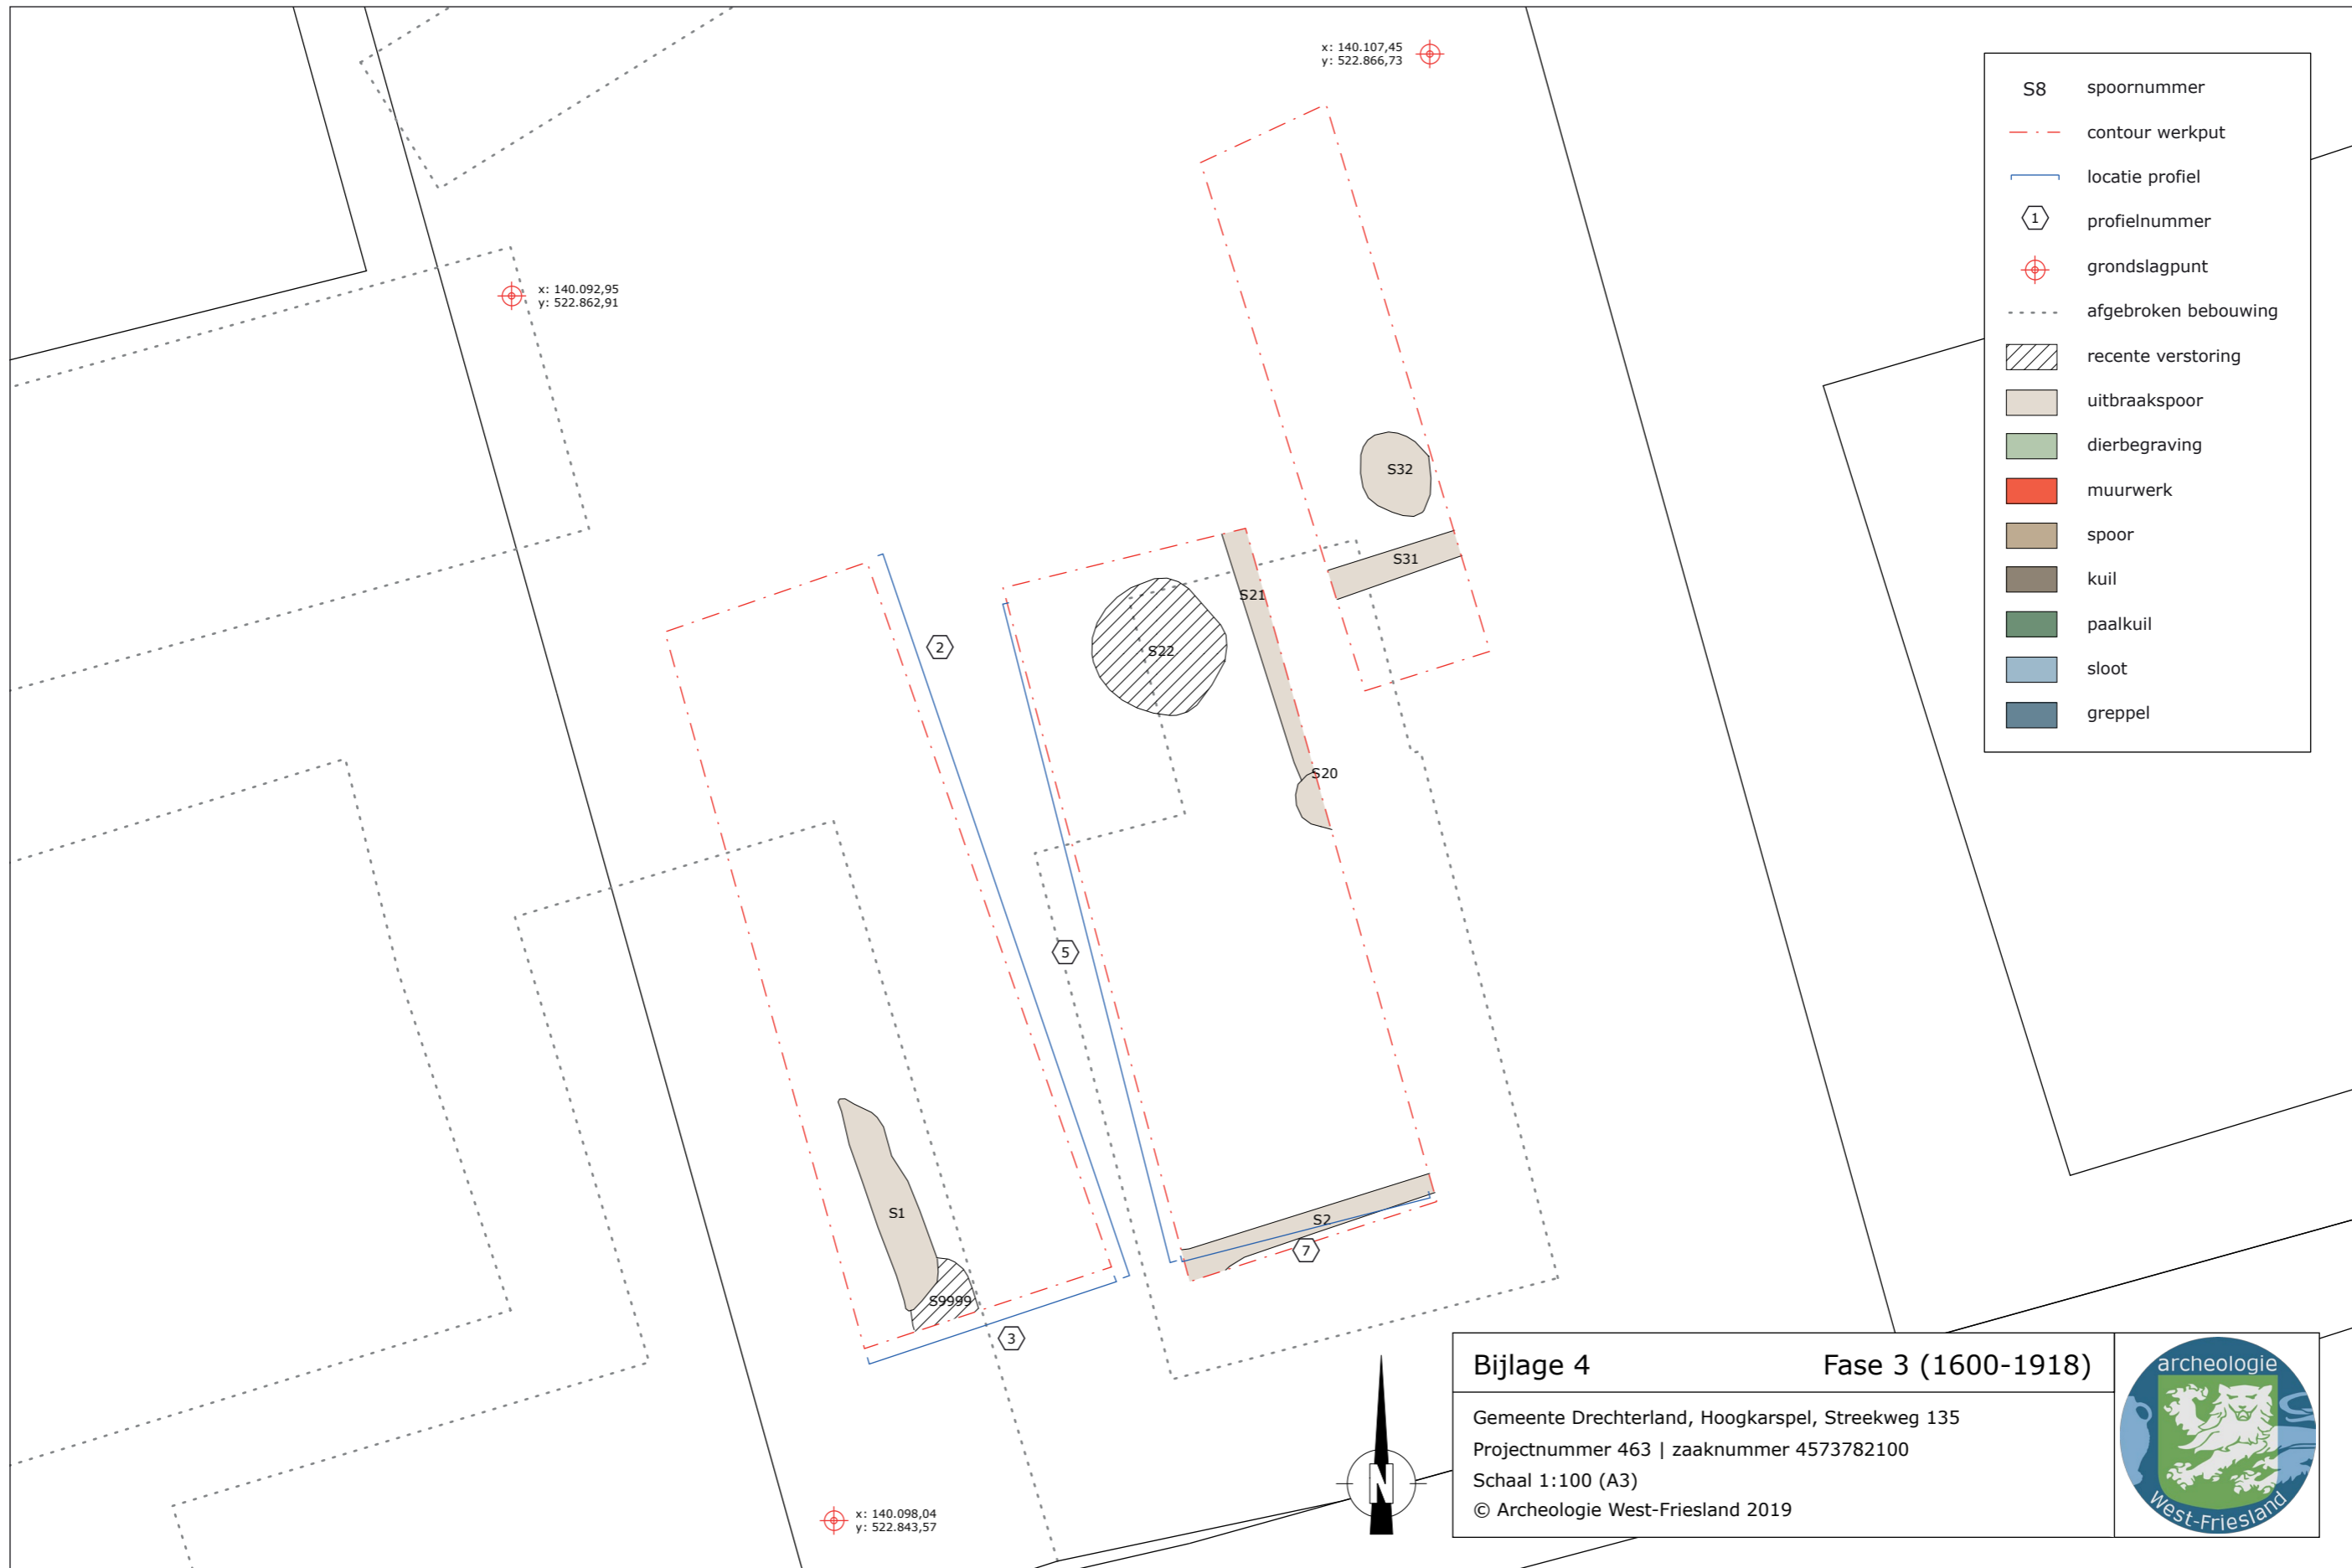 x: 140.107,45
y: 522.866,73
x: 140.092,95
y: 522.862,91
S8 spoornummer
contour werkput
locatie profiel
1 profielnummer
grondslagpunt
afgebroken bebouwing
recente verstoring
uitbraakspoor
dierbegraving
muurwerk
spoor
kuil
paalkuil
sloot
greppel
S32
S31
S21
2
S22
S20
5
S1
S2
7
S9999
3
x: 140.098,04
y: 522.843,57
N
Bijlage 4 Fase 3 (1600-1918)
Gemeente Drechterland, Hoogkarspel, Streekweg 135
Projectnummer 463 | zaaknummer 4573782100
Schaal 1:100 (A3)
© Archeologie West-Friesland 2019
archeologie
West-Friesland